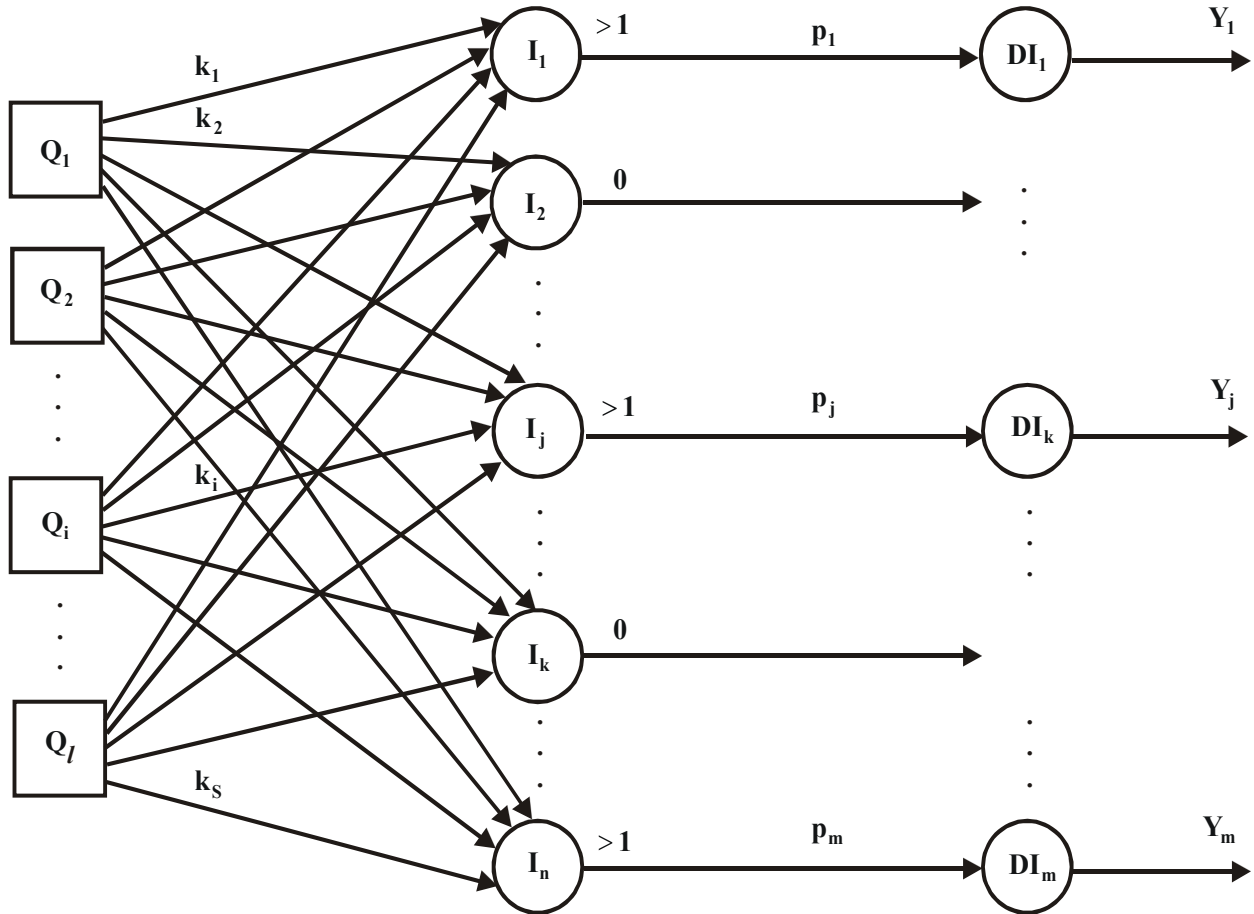 I₁ >1 p₁ DI₁ Y₁
k₁
k₂
Q₁
I₂ 0
Q₂
Iⱼ >1 pⱼ DIₖ Yⱼ
kᵢ
Qᵢ
Iₖ 0
Qₗ
k_S
Iₙ >1 pₘ DIₘ Yₘ